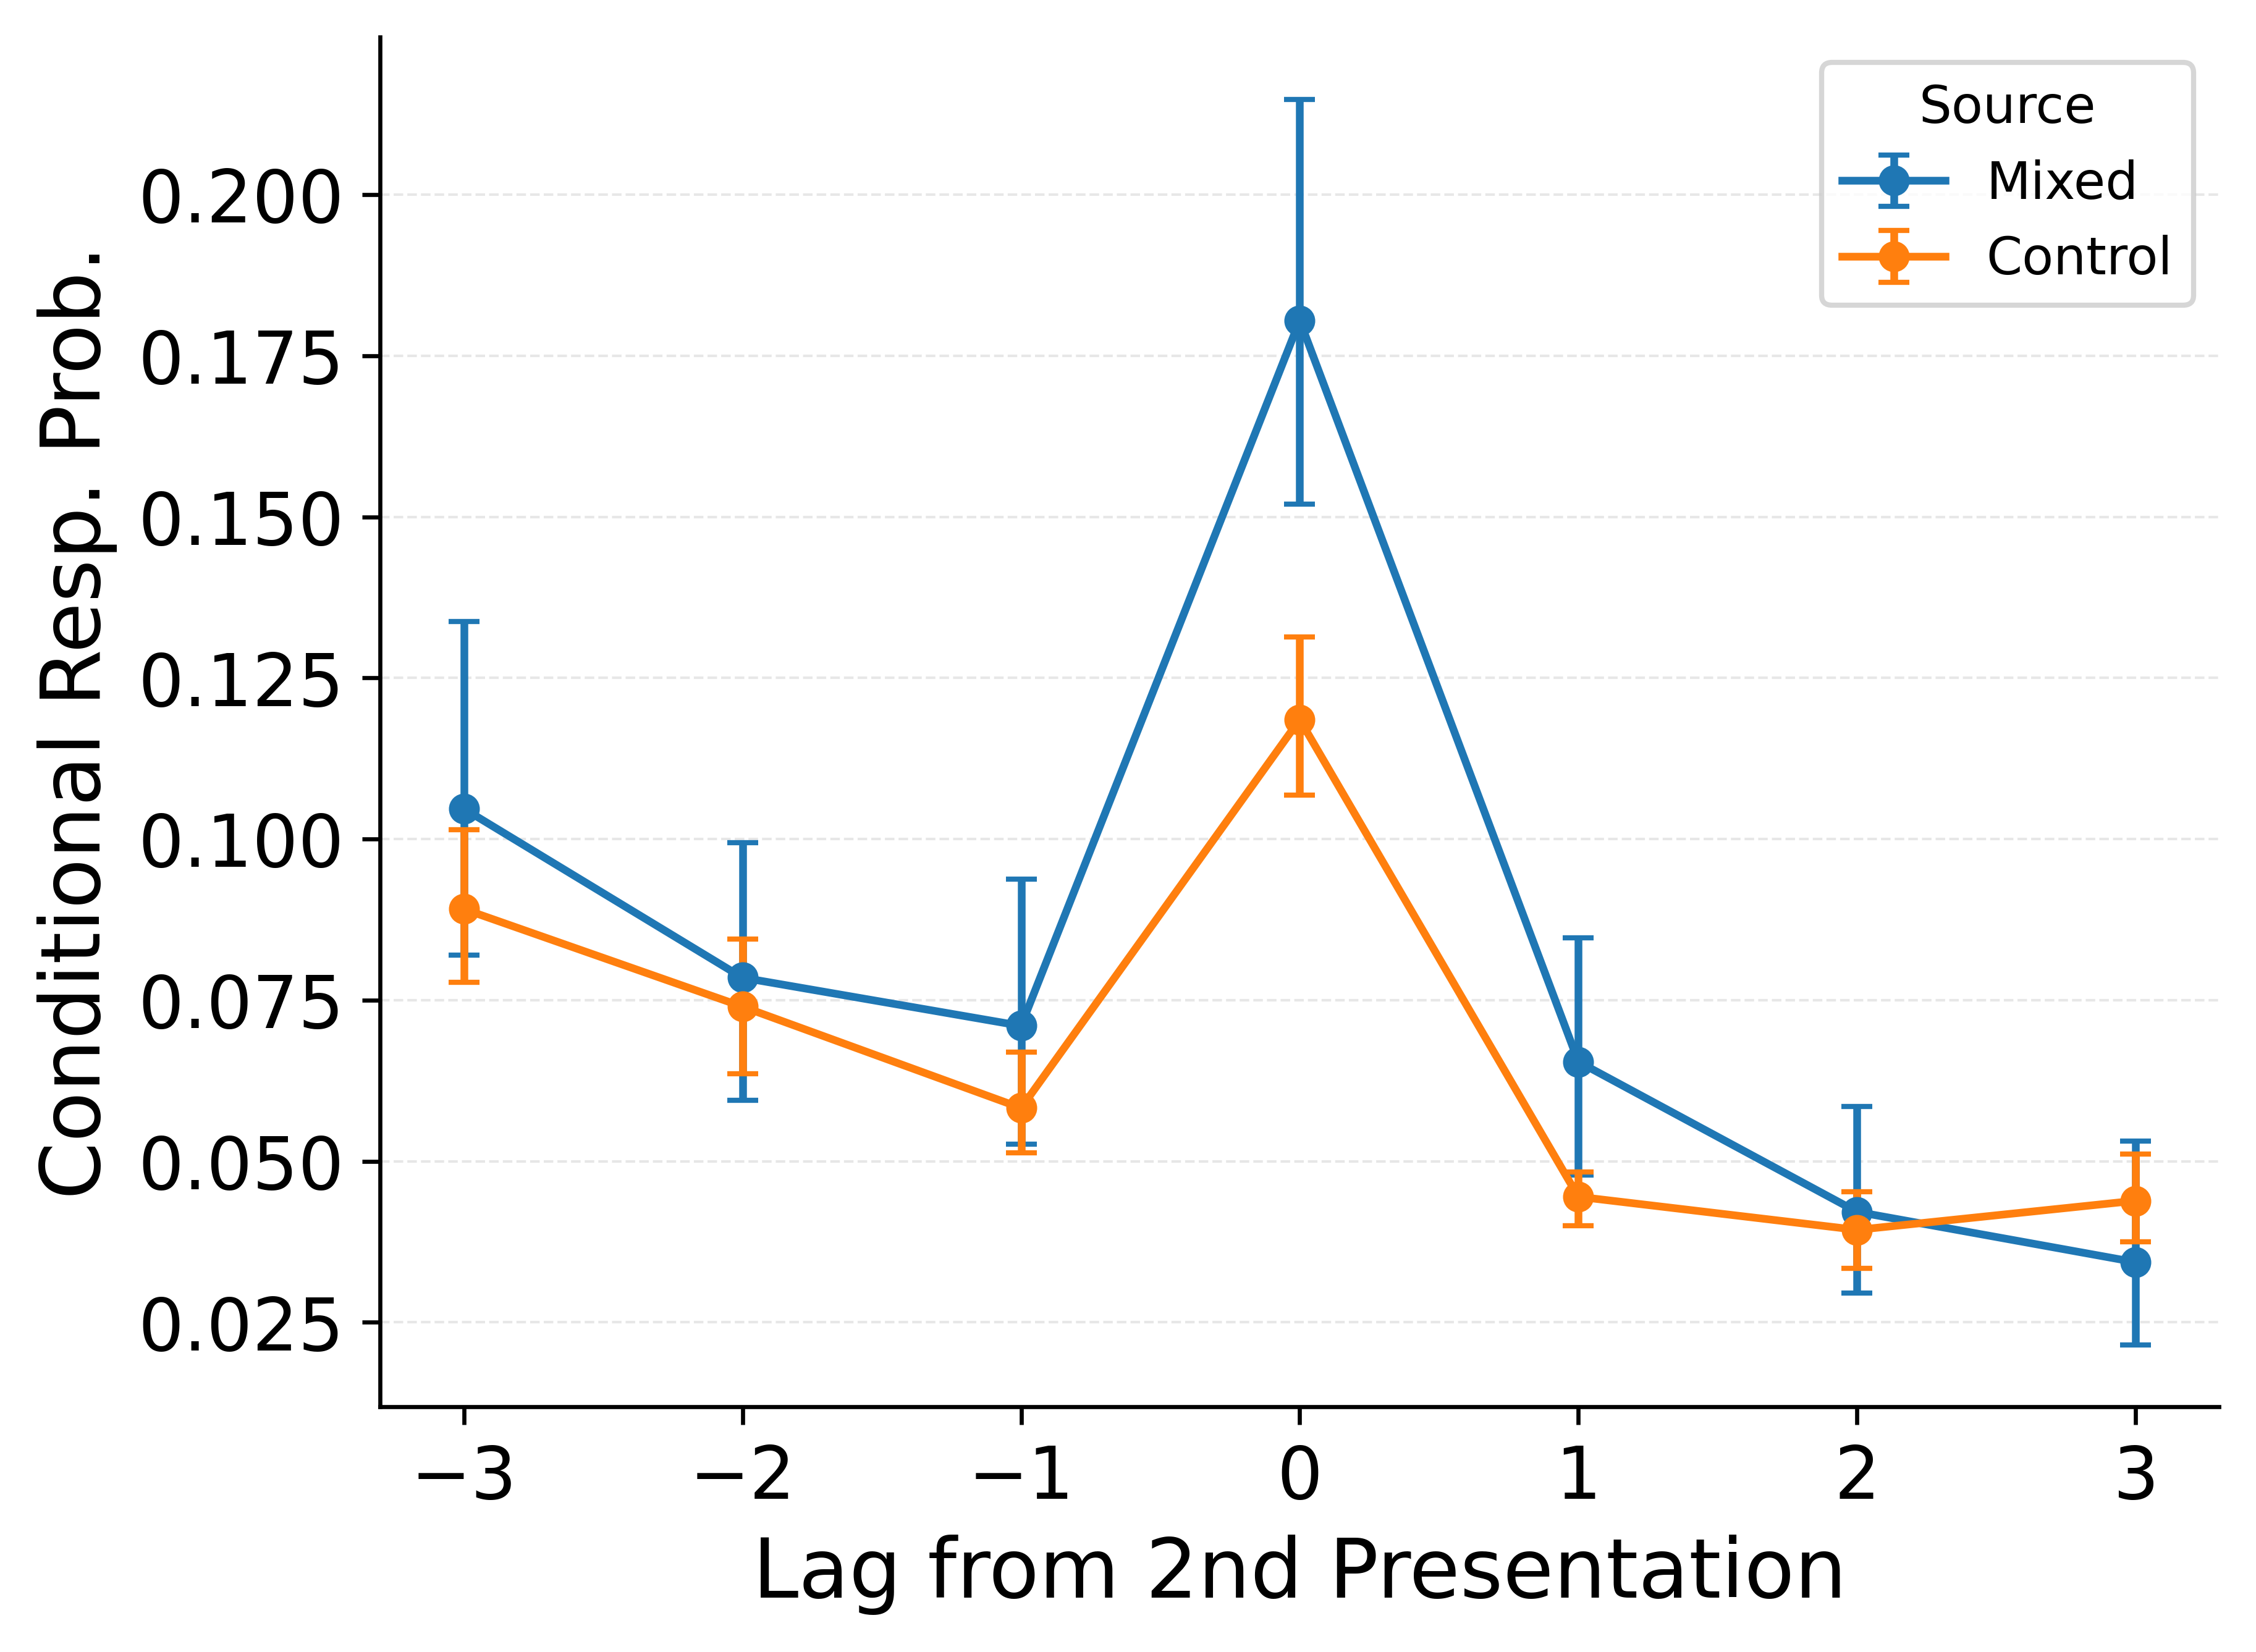 Source
Mixed
Control
Conditional Resp. Prob.
0.200
0.175
0.150
0.125
0.100
0.075
0.050
0.025
−3 −2 −1 0 1 2 3
Lag from 2nd Presentation